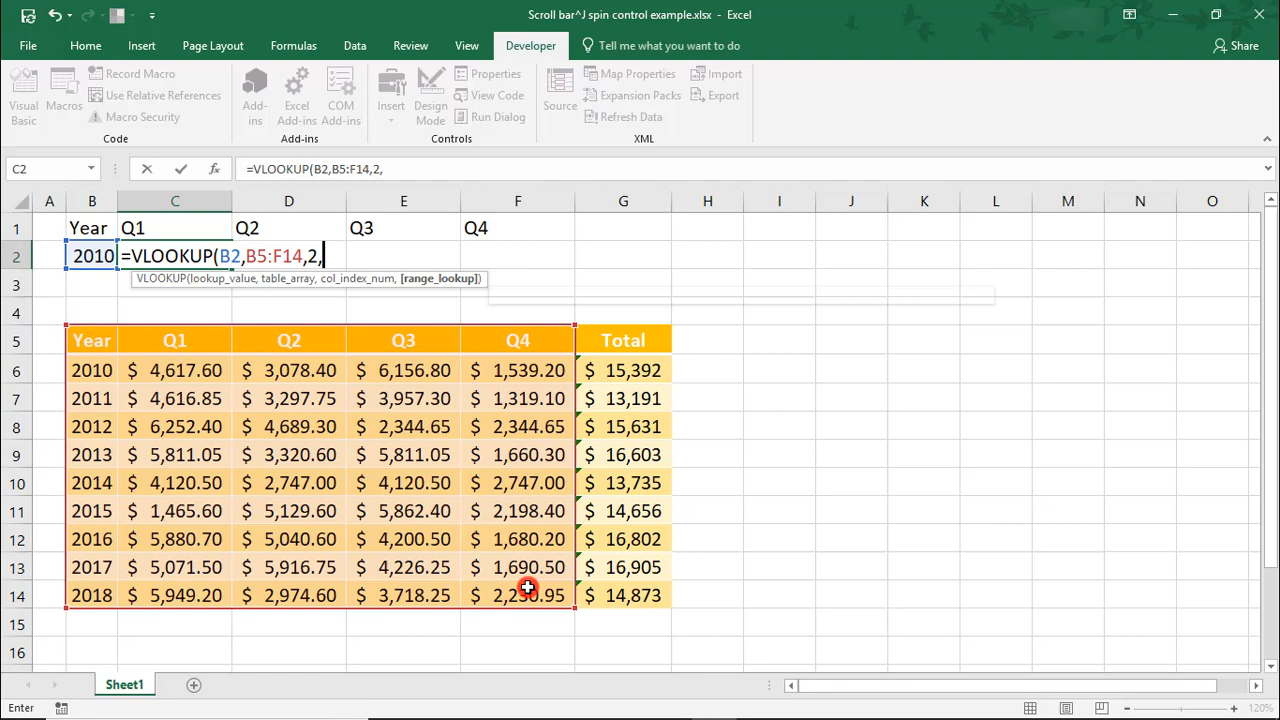 Scroll bar^J spin control example.xlsx - Excel
File Home Insert Page Layout Formulas Data Review View Developer Tell me what you want to do Share
Visual Basic Macros Record Macro Use Relative References Macro Security Add-ins Excel Add-ins COM Add-ins Insert Design Mode Properties View Code Run Dialog Source Map Properties Expansion Packs Refresh Data Import Export
Code Add-ins Controls XML
C2 fx =VLOOKUP(B2,B5:F14,2,
A B C D E F G H I J K L M N O
1 Year Q1 Q2 Q3 Q4
2 2010 =VLOOKUP(B2,B5:F14,2,
VLOOKUP(lookup_value, table_array, col_index_num, [range_lookup])
3
4
5 Year Q1 Q2 Q3 Q4 Total
6 2010 $ 4,617.60 $ 3,078.40 $ 6,156.80 $ 1,539.20 $ 15,392
7 2011 $ 4,616.85 $ 3,297.75 $ 3,957.30 $ 1,319.10 $ 13,191
8 2012 $ 6,252.40 $ 4,689.30 $ 2,344.65 $ 2,344.65 $ 15,631
9 2013 $ 5,811.05 $ 3,320.60 $ 5,811.05 $ 1,660.30 $ 16,603
10 2014 $ 4,120.50 $ 2,747.00 $ 4,120.50 $ 2,747.00 $ 13,735
11 2015 $ 1,465.60 $ 5,129.60 $ 5,862.40 $ 2,198.40 $ 14,656
12 2016 $ 5,880.70 $ 5,040.60 $ 4,200.50 $ 1,680.20 $ 16,802
13 2017 $ 5,071.50 $ 5,916.75 $ 4,226.25 $ 1,690.50 $ 16,905
14 2018 $ 5,949.20 $ 2,974.60 $ 3,718.25 $ 2,230.95 $ 14,873
15
16
Sheet1
Enter 120%